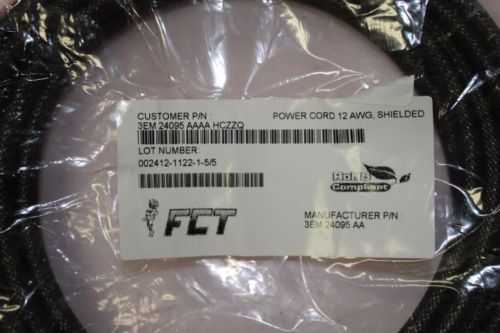 CUSTOMER P/N :
3EM 24095 AAAA HCZZQ
POWER CORD 12 AWG, SHIELDED
LOT NUMBER:
002412-1122-1-5/5
RoHS
Compliant
FCT
MANUFACTURER P/N :
3EM 24095 AA